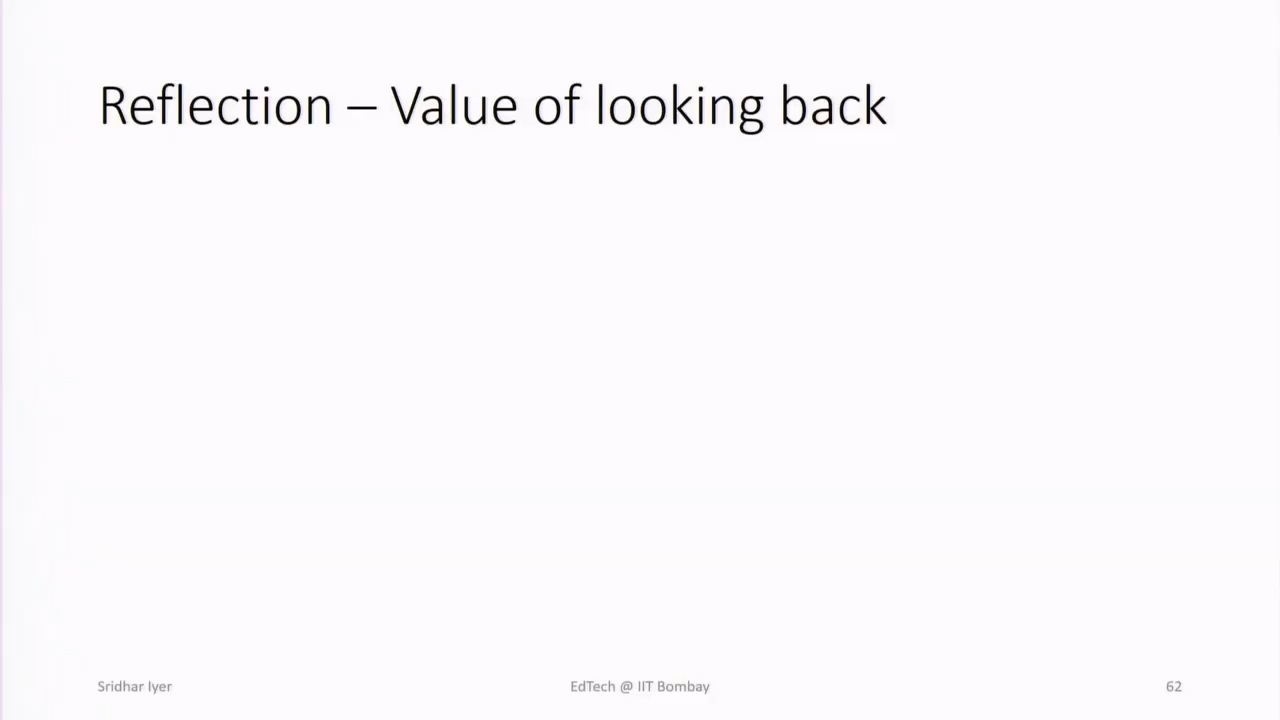 Reflection – Value of looking back
Sridhar Iyer
EdTech @ IIT Bombay
62